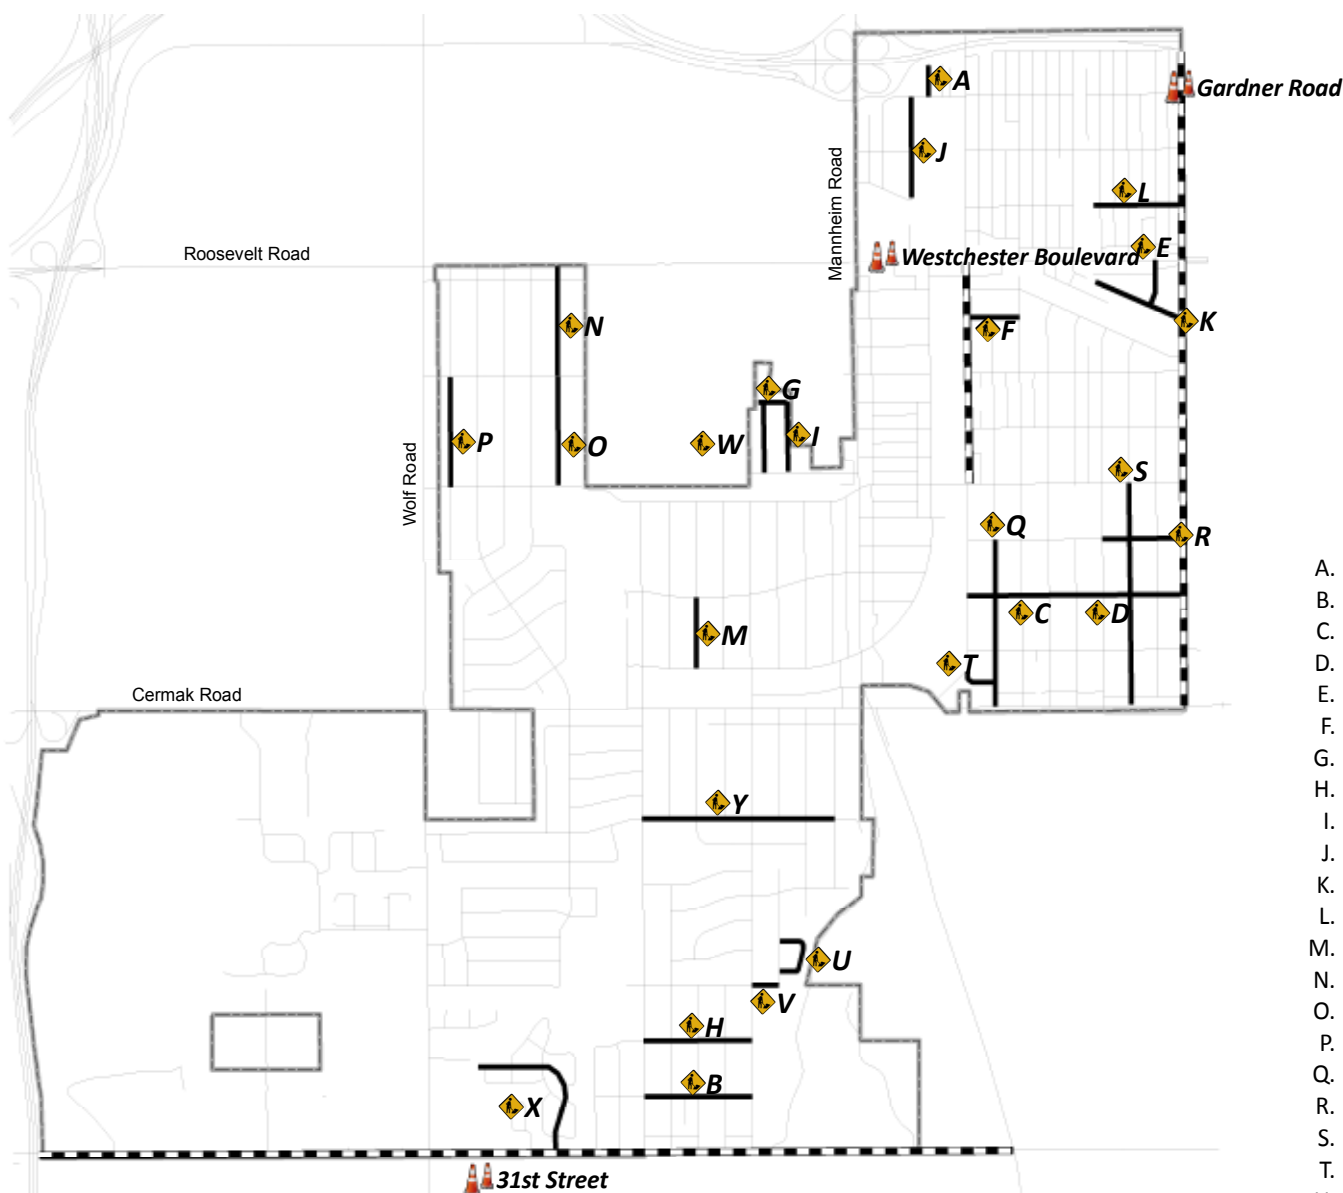 A
Gardner Road
J
Mannheim Road
L
Roosevelt Road
Westchester Boulevard
E
N
K
F
G
P
O
W
I
Wolf Road
S
Q
R
C
D
M
T
Cermak Road
Y
U
V
H
B
X
31st Street
A.
B.
C.
D.
E.
F.
G.
H.
I.
J.
K.
L.
M.
N.
O.
P.
Q.
R.
S.
T.